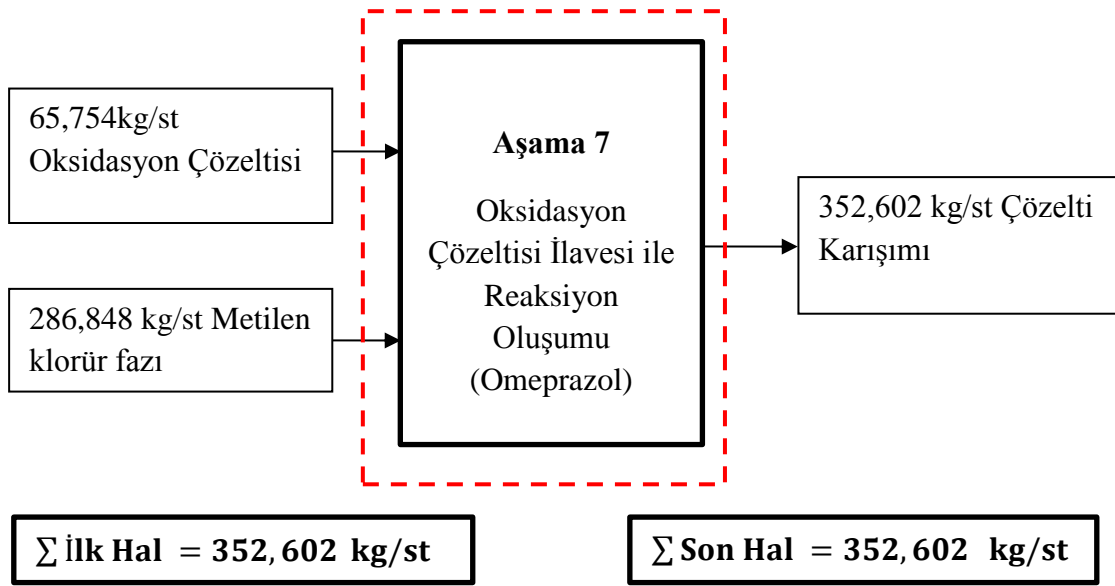 65,754kg/st
Oksidasyon Çözeltisi
286,848 kg/st Metilen
klorür fazı
Aşama 7
Oksidasyon
Çözeltisi İlavesi ile
Reaksiyon
Oluşumu
(Omeprazol)
352,602 kg/st Çözelti
Karışımı
∑ İlk Hal = 352,602 kg/st
∑ Son Hal = 352,602 kg/st